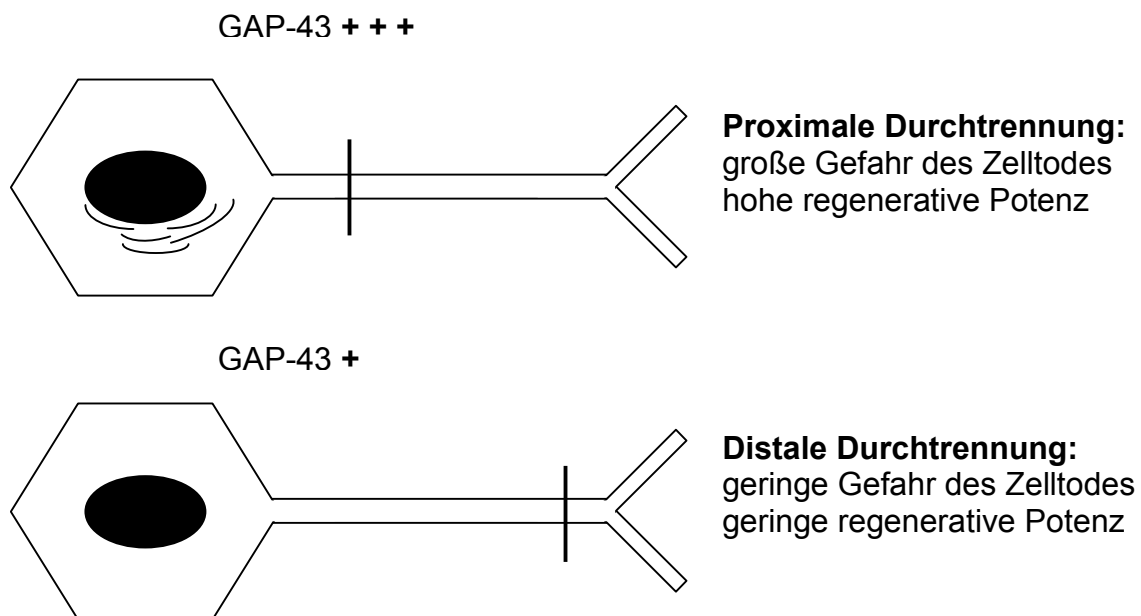 GAP-43 + + +
Proximale Durchtrennung:
große Gefahr des Zelltodes
hohe regenerative Potenz
GAP-43 +
Distale Durchtrennung:
geringe Gefahr des Zelltodes
geringe regenerative Potenz